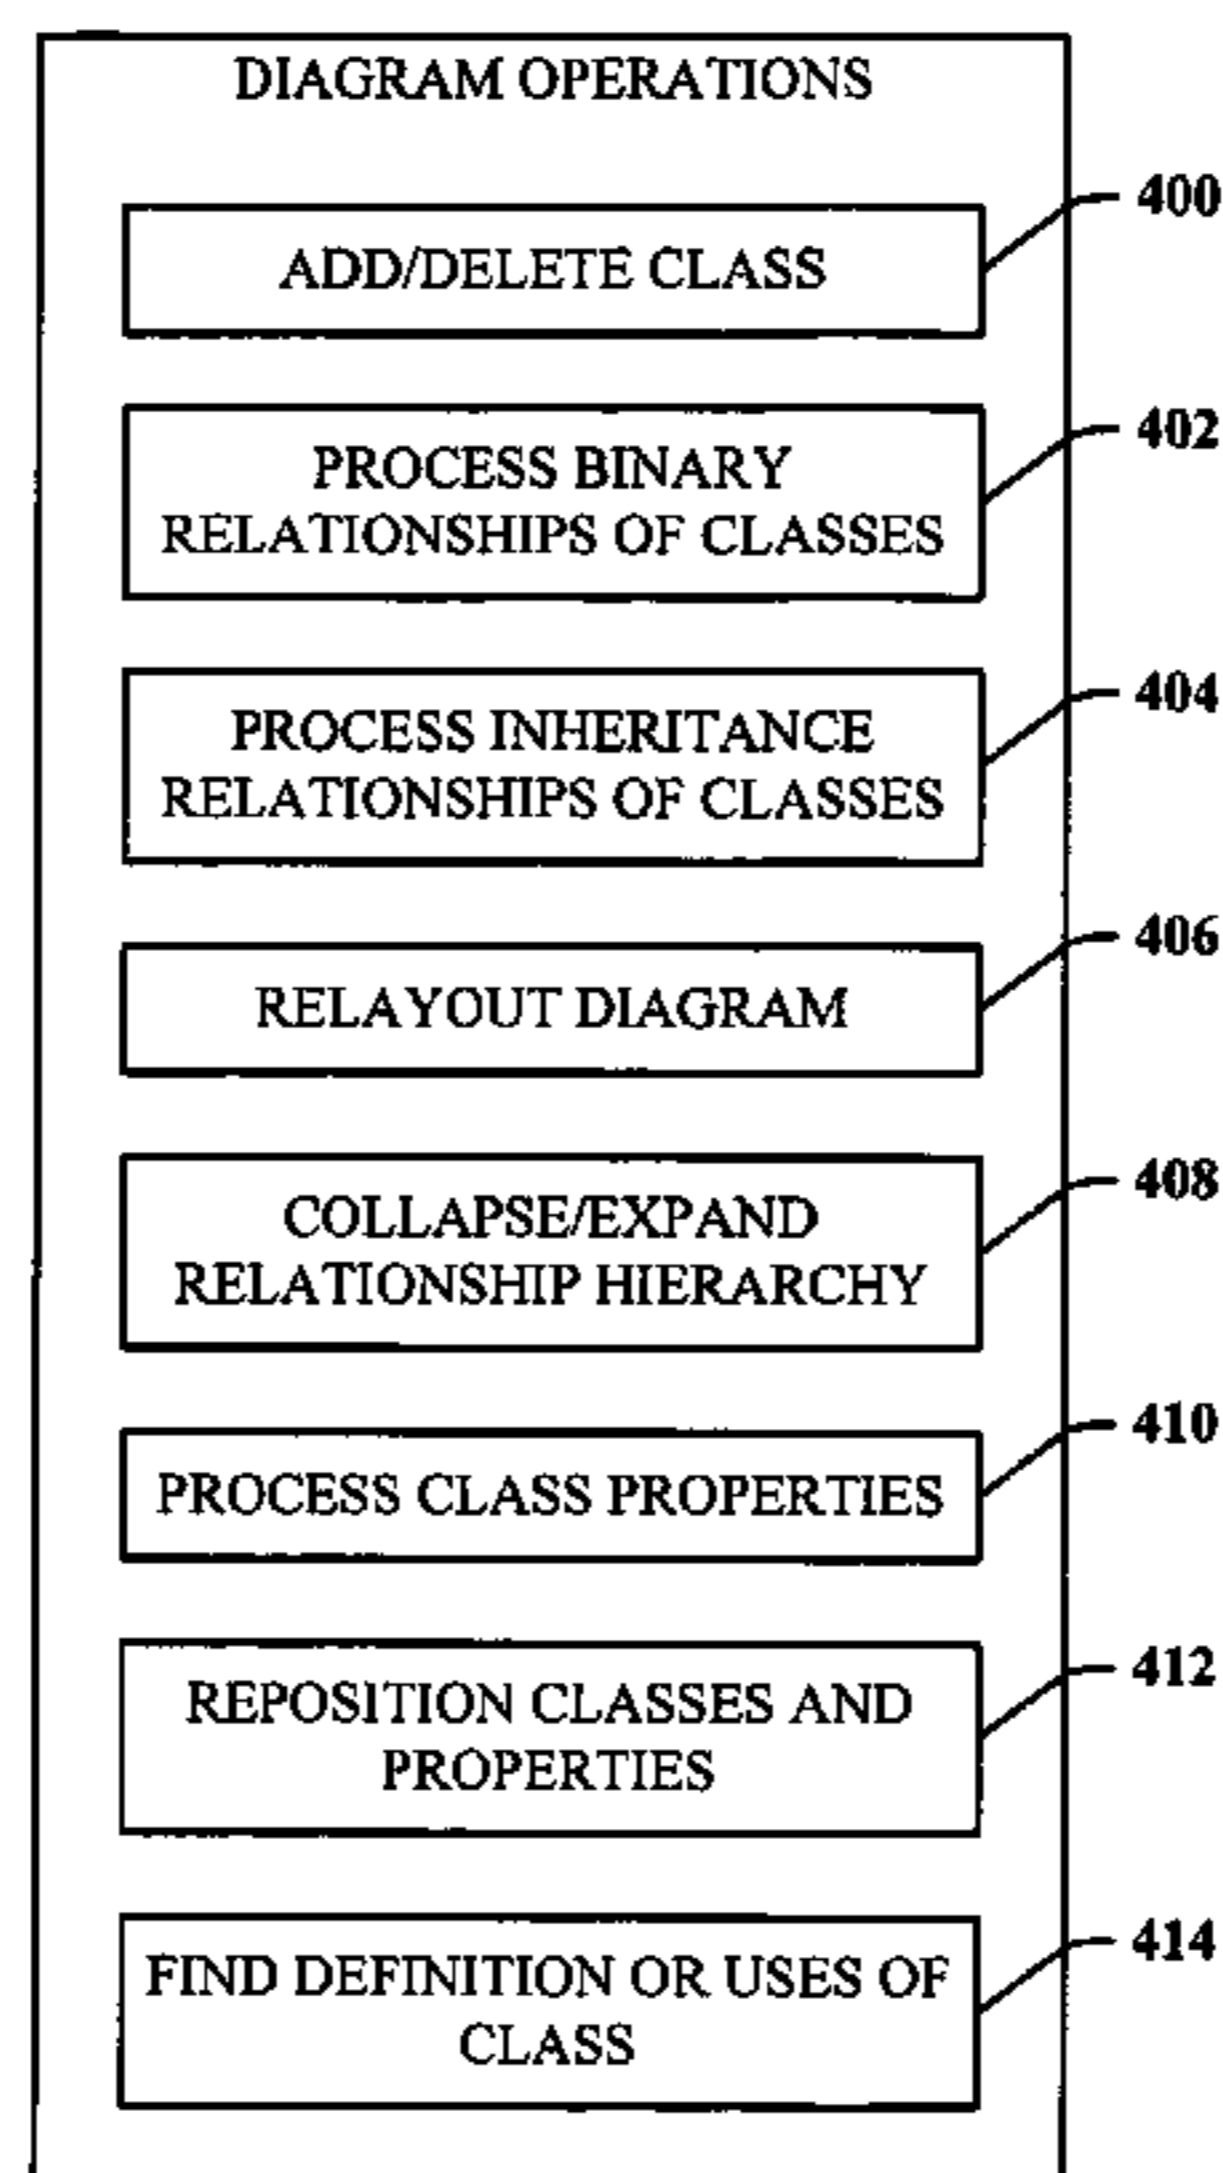 DIAGRAM OPERATIONS
400
ADD/DELETE CLASS
402
PROCESS BINARY
RELATIONSHIPS OF CLASSES
404
PROCESS INHERITANCE
RELATIONSHIPS OF CLASSES
406
RELAYOUT DIAGRAM
408
COLLAPSE/EXPAND
RELATIONSHIP HIERARCHY
410
PROCESS CLASS PROPERTIES
412
REPOSITION CLASSES AND
PROPERTIES
414
FIND DEFINITION OR USES OF
CLASS